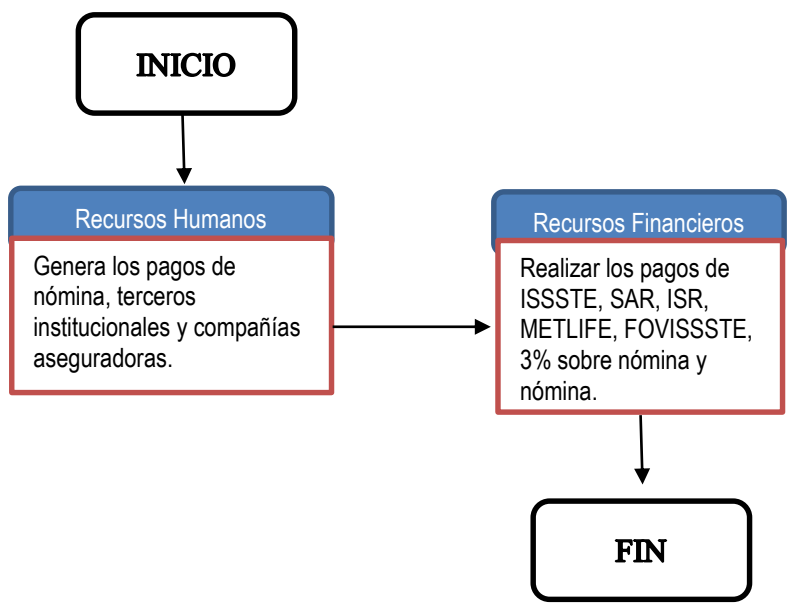 INICIO
Recursos Humanos
Genera los pagos de
nómina, terceros
institucionales y compañías
aseguradoras.
Recursos Financieros
Realizar los pagos de
ISSSTE, SAR, ISR,
METLIFE, FOVISSSTE,
3% sobre nómina y
nómina.
FIN